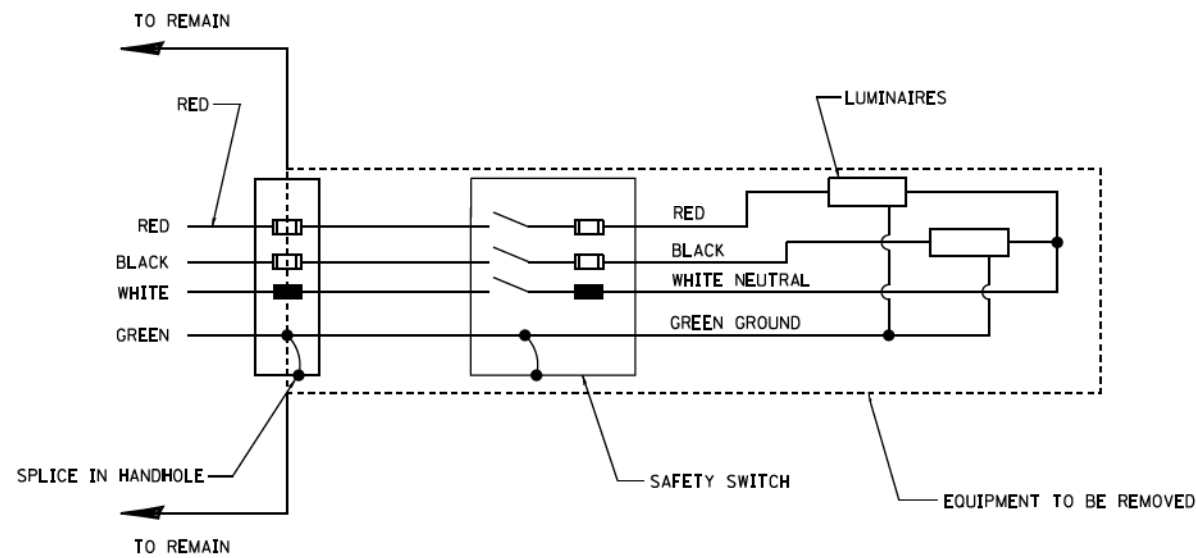 TO REMAIN
RED
LUMINAIRES
RED
RED
BLACK
BLACK
WHITE NEUTRAL
WHITE
GREEN GROUND
GREEN
SPLICE IN HANDHOLE
SAFETY SWITCH
EQUIPMENT TO BE REMOVED
TO REMAIN